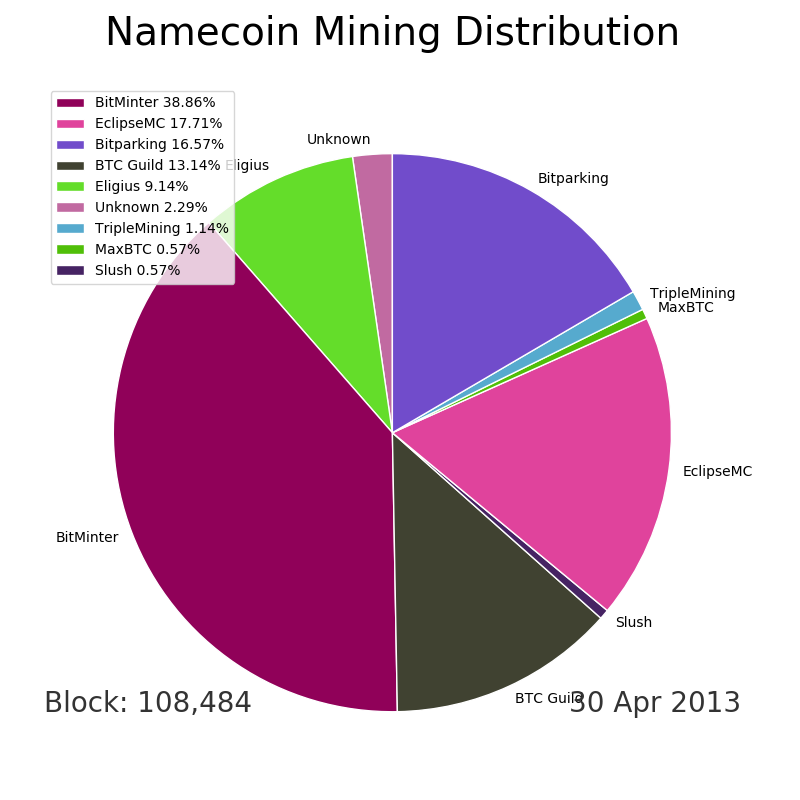 Namecoin Mining Distribution
BitMinter 38.86%
EclipseMC 17.71%
Bitparking 16.57%
BTC Guild 13.14%
Eligius 9.14%
Unknown 2.29%
TripleMining 1.14%
MaxBTC 0.57%
Slush 0.57%
Unknown
Eligius
Bitparking
TripleMining
MaxBTC
EclipseMC
BitMinter
Slush
BTC Guild
Block: 108,484
30 Apr 2013